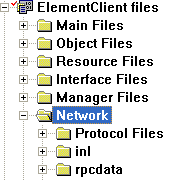 ElementClient files
Main Files
Object Files
Resource Files
Interface Files
Manager Files
Network
Protocol Files
inl
rpcdata